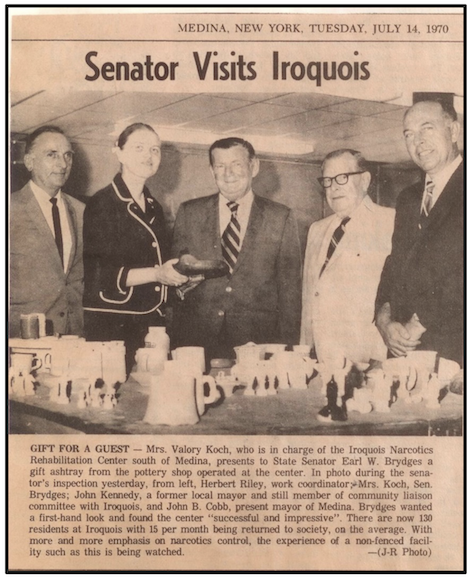 MEDINA, NEW YORK, TUESDAY, JULY 14, 1970
Senator Visits Iroquois
GIFT FOR A GUEST — Mrs. Valory Koch, who is in charge of the Iroquois Narcotics
Rehabilitation Center south of Medina, presents to State Senator Earl W. Brydges a
gift ashtray from the pottery shop operated at the center. In photo during the sena-
tor's inspection yesterday, from left, Herbert Riley, work coordinator; Mrs. Koch, Sen.
Brydges; John Kennedy, a former local mayor and still member of community liaison
committee with Iroquois, and John B. Cobb, present mayor of Medina. Brydges wanted
a first-hand look and found the center "successful and impressive". There are now 130
residents at Iroquois with 15 per month being returned to society, on the average. With
more and more emphasis on narcotics control, the experience of a non-fenced facil-
ity such as this is being watched. —(J-R Photo)